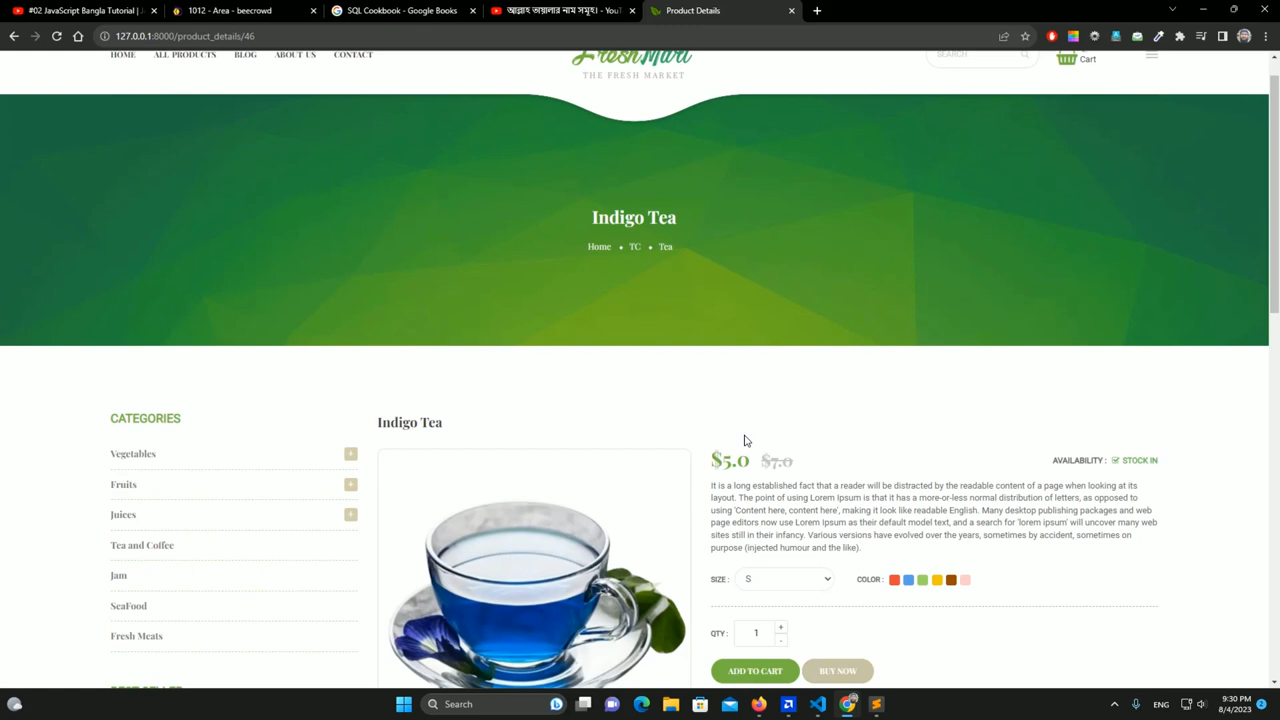 #02 JavaScript Bangla Tutorial |
1012 - Area - beecrowd
SQL Cookbook - Google Books
আল্লাহ তায়ালার নাম সমূহ। - YouT
Product Details
127.0.0.1:8000/product_details/46
HOME
ALL PRODUCTS
BLOG
ABOUT US
CONTACT
FreshMart
THE FRESH MARKET
SEARCH
Cart
Indigo Tea
Home • TC • Tea
CATEGORIES
Vegetables
Fruits
Juices
Tea and Coffee
Jam
SeaFood
Fresh Meats
Indigo Tea
$5.0 $7.0
AVAILABILITY : STOCK IN
it is a long established fact that a reader will be distracted by the readable content of a page when looking at its
layout. The point of using Lorem Ipsum is that it has a more-or-less normal distribution of letters, as opposed to
using 'Content here, content here', making it look like readable English. Many desktop publishing packages and web
page editors now use Lorem Ipsum as their default model text, and a search for 'lorem ipsum' will uncover many web
sites still in their infancy. Various versions have evolved over the years, sometimes by accident, sometimes on
purpose (injected humour and the like).
SIZE : S
COLOR :
QTY : 1
ADD TO CART
BUY NOW
Search
ENG
9:30 PM
8/4/2023
2